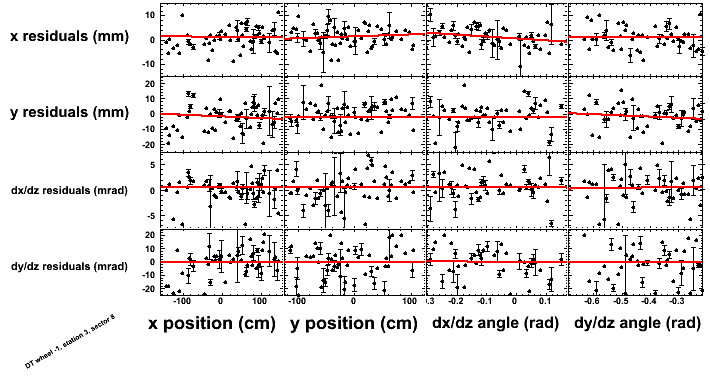 x residuals (mm)
10
0
-10
y residuals (mm)
20
10
0
-10
-20
dx/dz residuals (mrad)
5
0
-5
dy/dz residuals (mrad)
20
10
0
-10
-20
-100 0 100 -100 0 100 -0.3 -0.2 -0.1 0 0.1 -0.6 -0.5 -0.4 -0.3
x position (cm) y position (cm) dx/dz angle (rad) dy/dz angle (rad)
DT wheel -1, station 3, sector 8